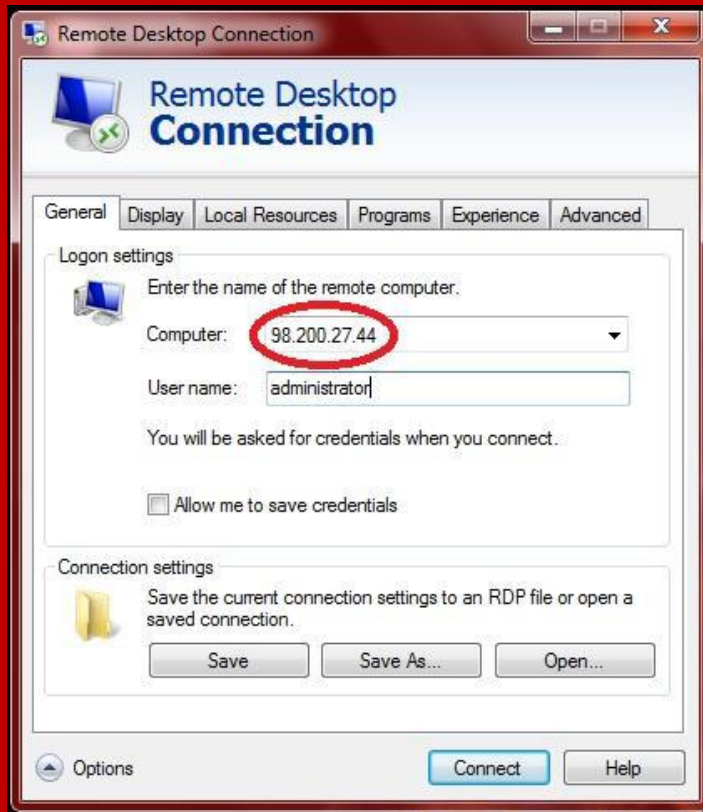 Remote Desktop Connection
Remote Desktop
Connection
General Display Local Resources Programs Experience Advanced
Logon settings
Enter the name of the remote computer.
Computer: 98.200.27.44
User name: administrator
You will be asked for credentials when you connect.
Allow me to save credentials
Connection settings
Save the current connection settings to an RDP file or open a
saved connection.
Save Save As... Open...
Options Connect Help